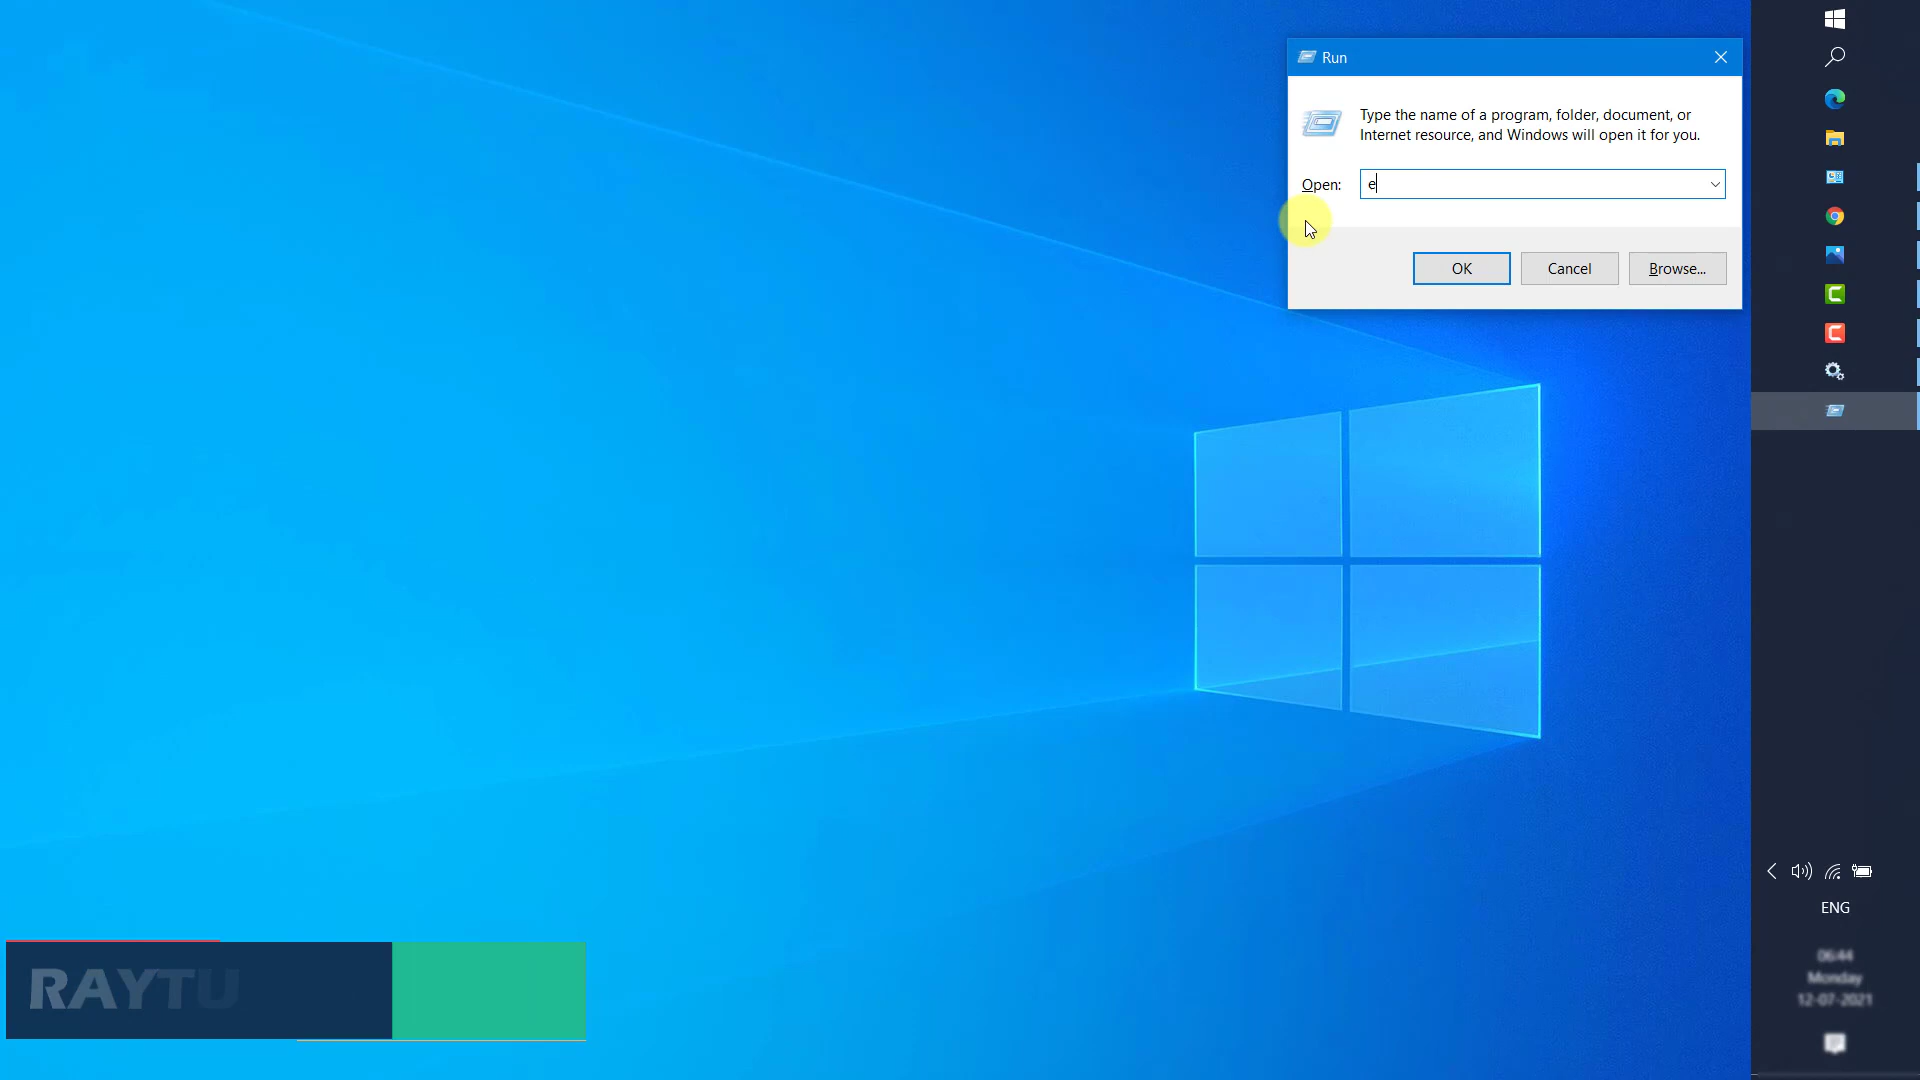 Run
Type the name of a program, folder, document, or
Internet resource, and Windows will open it for you.
Open: e
OK Cancel Browse...
ENG
06:44
Monday
12-07-2021
RAYTU